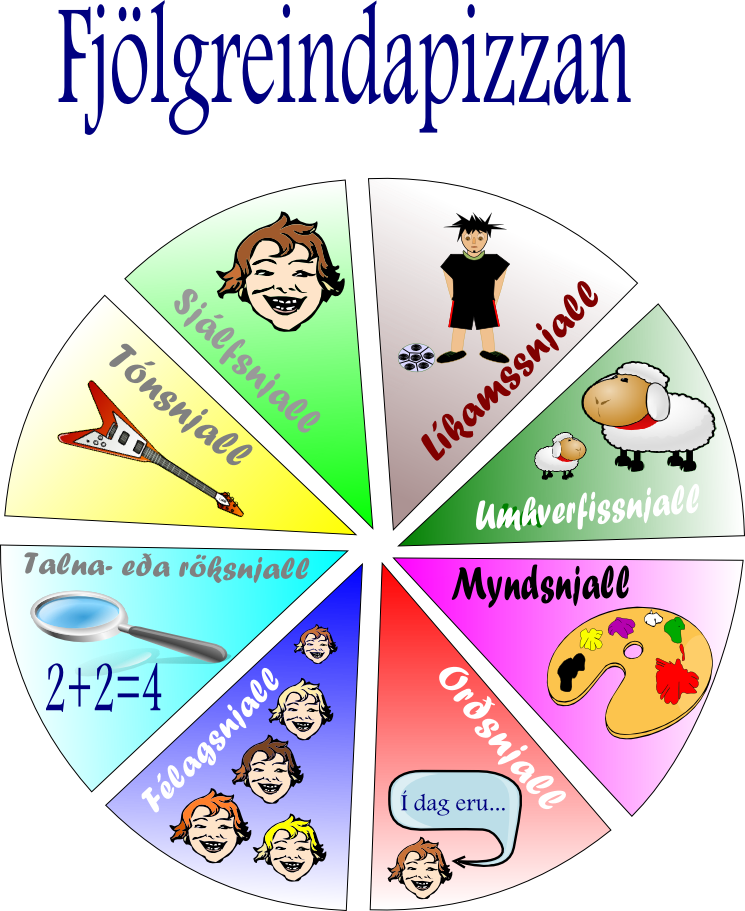 Fjölgreindapizzan
Sjálfsnjall
Líkamssnjall
Tónsnjall
Umhverfissnjall
Talna- eða röksnjall
2+2=4
Myndsnjall
Félagsnjall
Orðsnjall
Í dag eru...